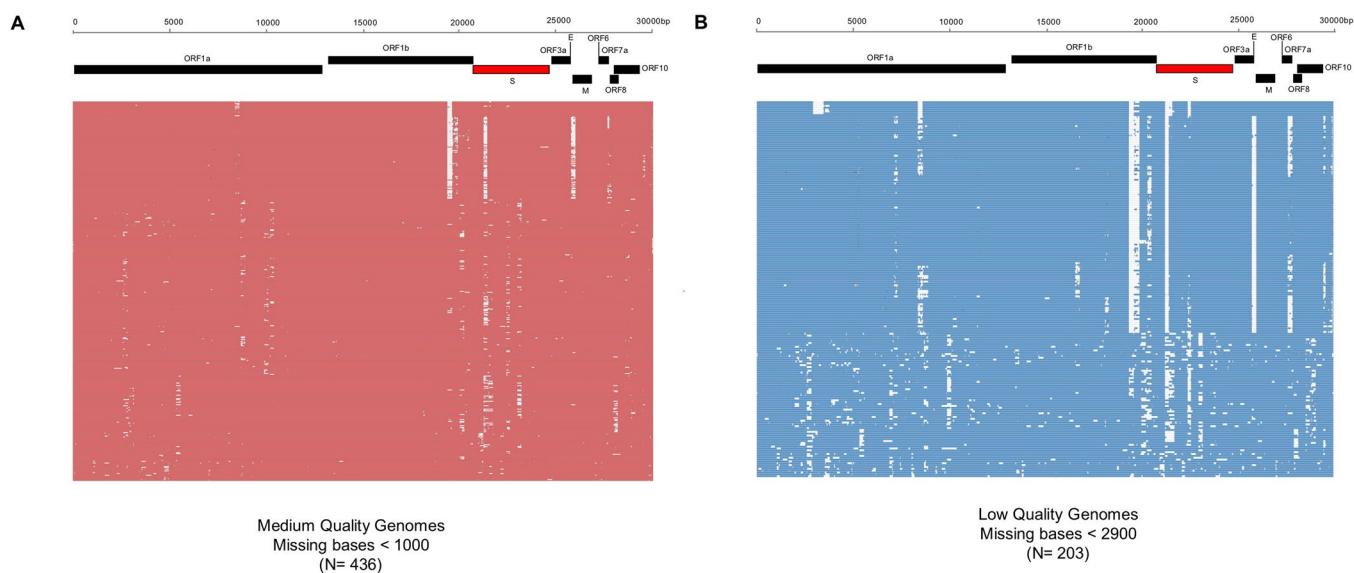 A
0 5000 10000 15000 20000 25000 30000bp
E ORF6
ORF1b ORF3a ORF7a
ORF1a ORF10
S M ORF8
Medium Quality Genomes
Missing bases < 1000
(N= 436)
B
0 5000 10000 15000 20000 25000 30000bp
E ORF6
ORF1b ORF3a ORF7a
ORF1a ORF10
S M ORF8
Low Quality Genomes
Missing bases < 2900
(N= 203)